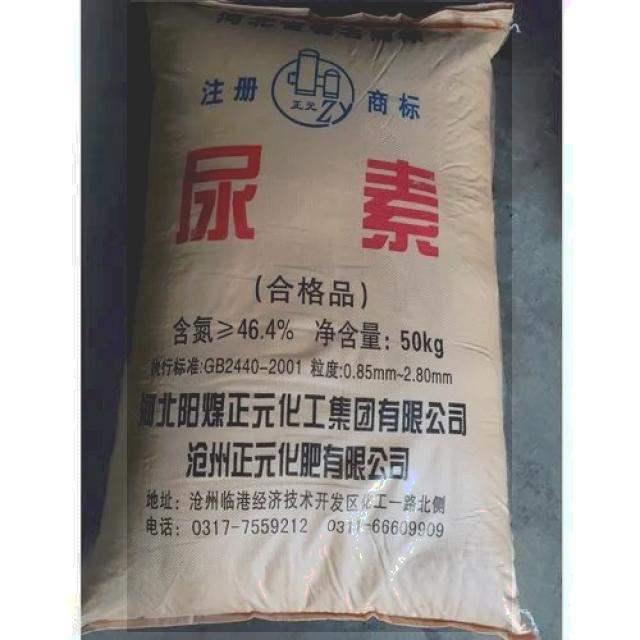 注册 正元 ZY 商标
尿素
(合格品)
含氮≥46.4% 净含量: 50kg
执行标准:GB2440-2001 粒度:0.85mm~2.80mm
河北阳煤正元化工集团有限公司
沧州正元化肥有限公司
地址: 沧州临港经济技术开发区化工一路北侧
电话: 0317-7559212 0311-66609909